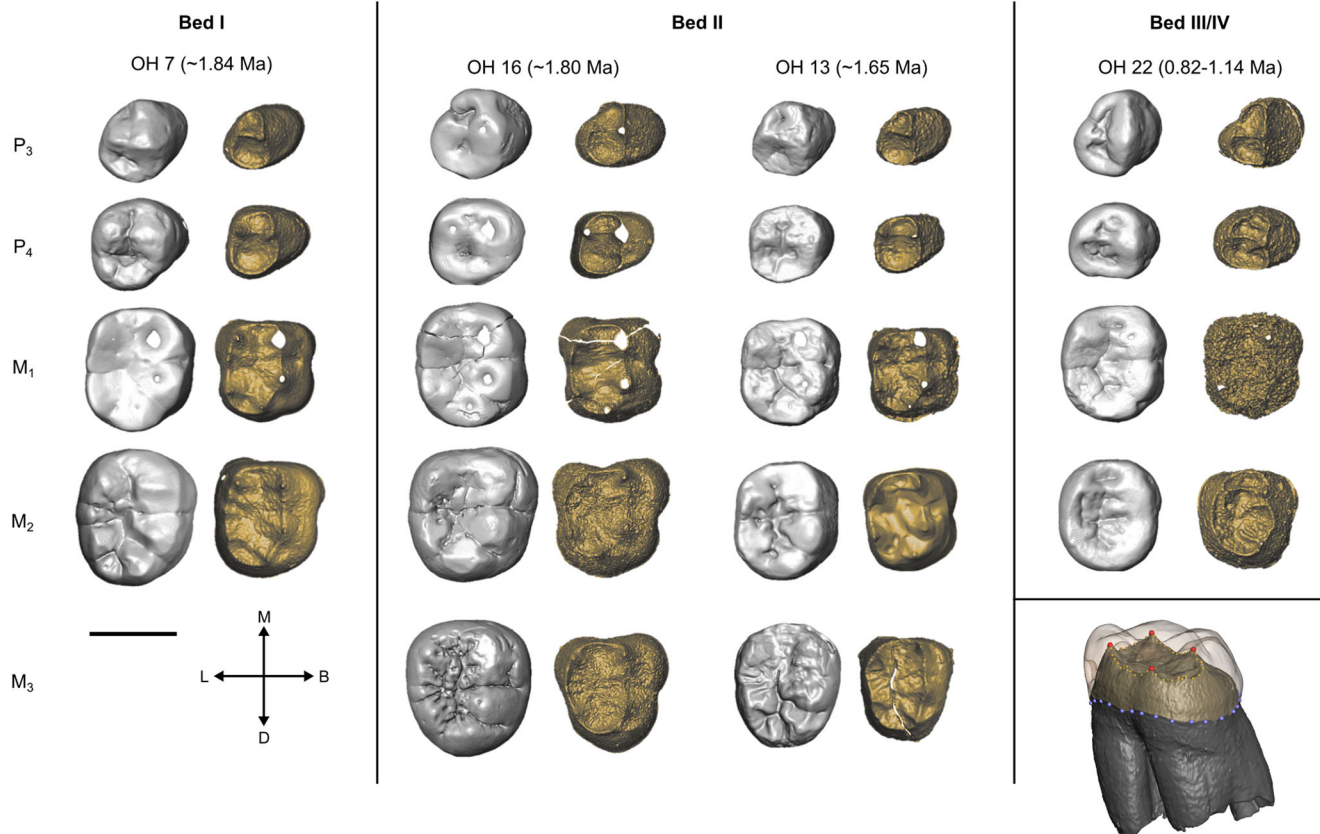 Bed I
Bed II
Bed III/IV
OH 7 (~1.84 Ma)
OH 16 (~1.80 Ma)
OH 13 (~1.65 Ma)
OH 22 (0.82-1.14 Ma)
P₃
P₄
M₁
M₂
M₃
M
L
B
D